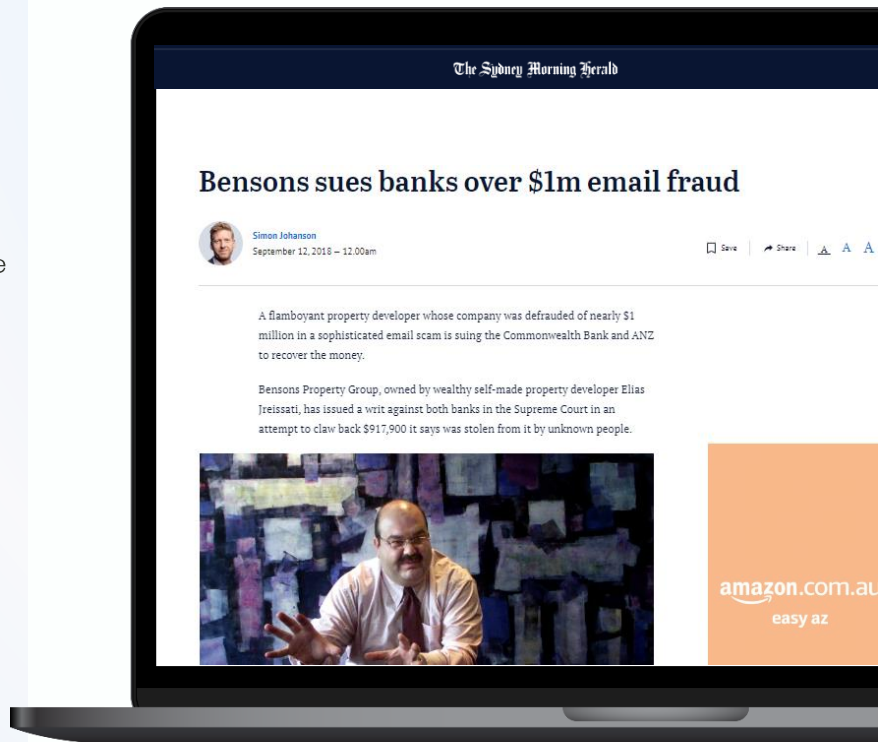 The Sydney Morning Herald
Bensons sues banks over $1m email fraud
Simon Johanson
September 12, 2018 – 12.00am
Save
Share
A A A
A flamboyant property developer whose company was defrauded of nearly $1
million in a sophisticated email scam is suing the Commonwealth Bank and ANZ
to recover the money.
Bensons Property Group, owned by wealthy self-made property developer Elias
Jreissati, has issued a writ against both banks in the Supreme Court in an
attempt to claw back $917,900 it says was stolen from it by unknown people.
amazon.com.au
easy az
e